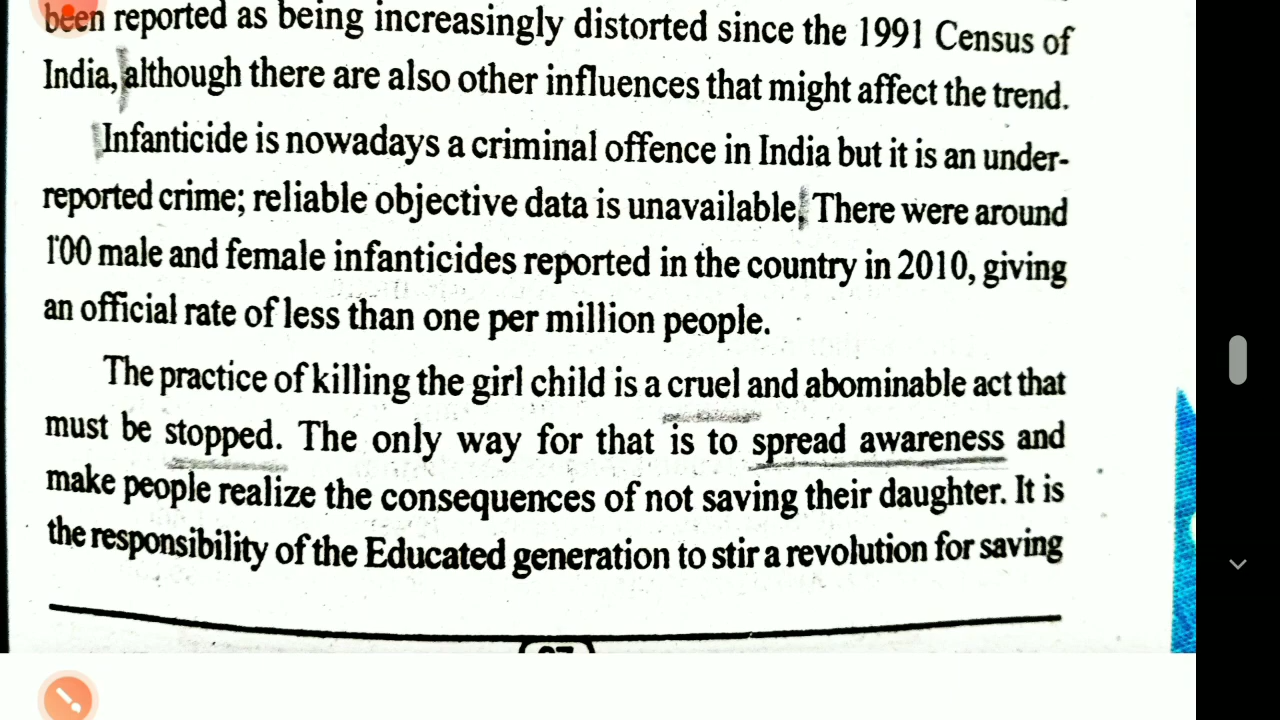 been reported as being increasingly distorted since the 1991 Census of
India, although there are also other influences that might affect the trend.
Infanticide is nowadays a criminal offence in India but it is an under-
reported crime; reliable objective data is unavailable. There were around
100 male and female infanticides reported in the country in 2010, giving
an official rate of less than one per million people.
The practice of killing the girl child is a cruel and abominable act that
must be stopped. The only way for that is to spread awareness and
make people realize the consequences of not saving their daughter. It is
the responsibility of the Educated generation to stir a revolution for saving